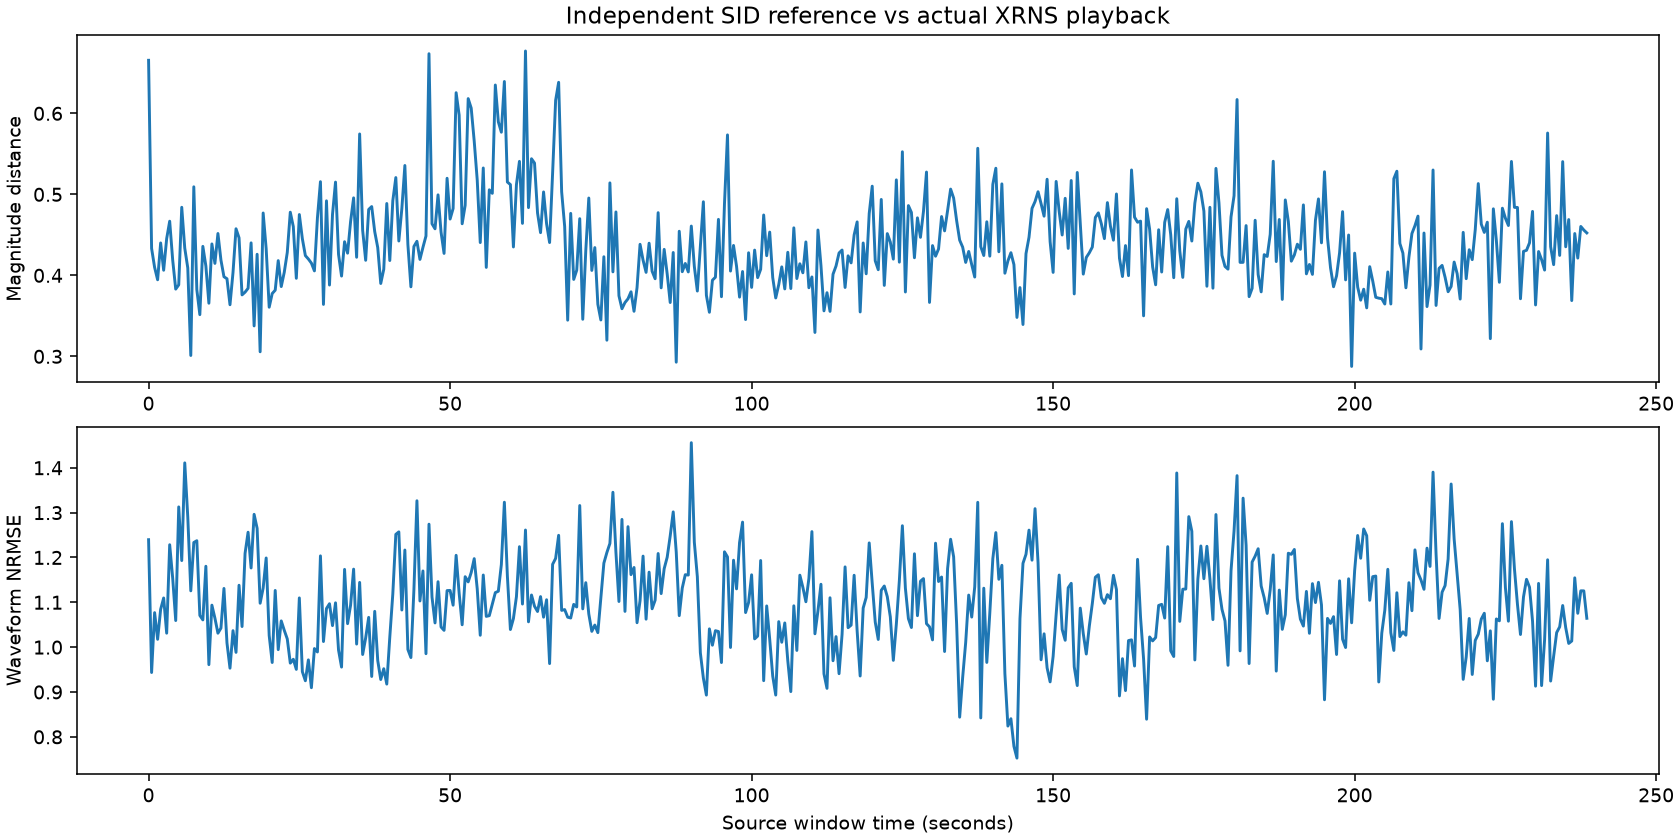 Independent SID reference vs actual XRNS playback
Magnitude distance
0.6
0.5
0.4
0.3
0 50 100 150 200 250
Waveform NRMSE
1.4
1.3
1.2
1.1
1.0
0.9
0.8
0 50 100 150 200 250
Source window time (seconds)